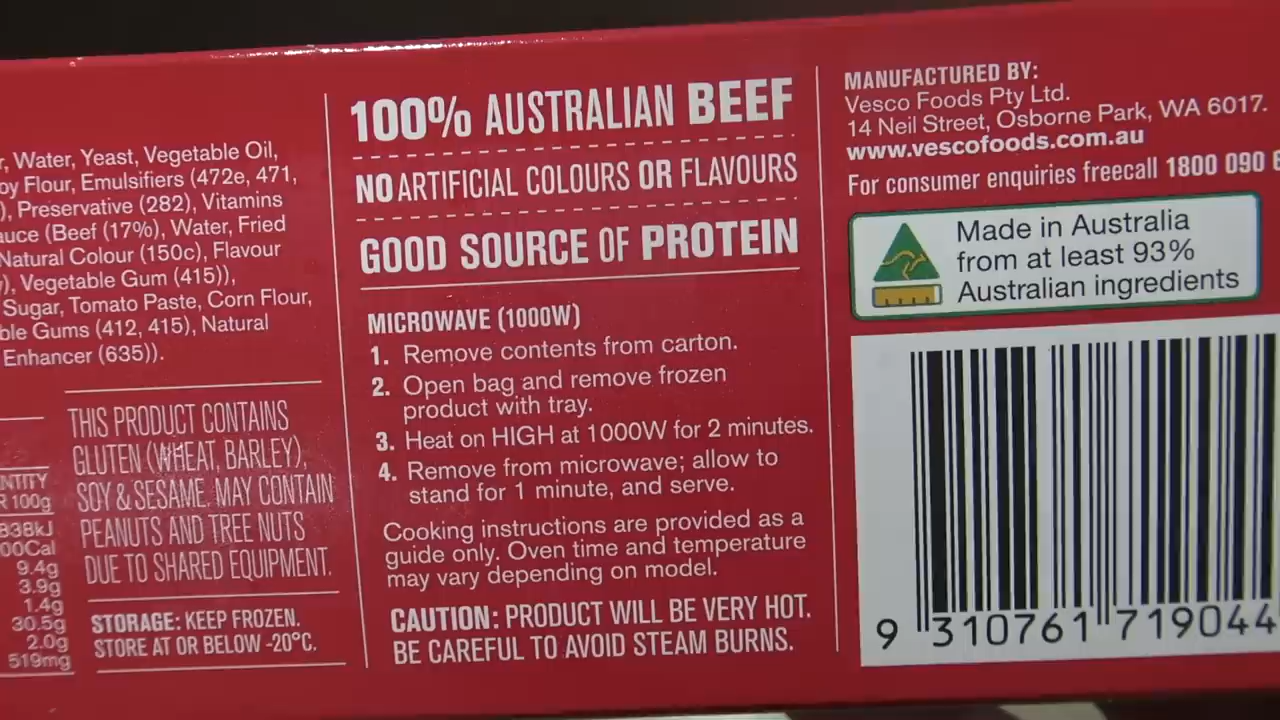 Water, Yeast, Vegetable Oil,
Flour, Emulsifiers (472e, 471,
), Preservative (282), Vitamins
(Beef (17%), Water, Fried
Natural Colour (150c), Flavour
), Vegetable Gum (415)),
Sugar, Tomato Paste, Corn Flour,
Gums (412, 415), Natural
Enhancer (635)).
THIS PRODUCT CONTAINS
GLUTEN (WHEAT, BARLEY),
SOY & SESAME. MAY CONTAIN
PEANUTS AND TREE NUTS
DUE TO SHARED EQUIPMENT.
100g
9.4g
3.9g
1.4g
30.5g
2.0g
519mg
STORAGE: KEEP FROZEN.
STORE AT OR BELOW -20°C.
100% AUSTRALIAN BEEF
NO ARTIFICIAL COLOURS OR FLAVOURS
GOOD SOURCE OF PROTEIN
MICROWAVE (1000W)
1. Remove contents from carton.
2. Open bag and remove frozen
product with tray.
3. Heat on HIGH at 1000W for 2 minutes.
4. Remove from microwave; allow to
stand for 1 minute, and serve.
Cooking instructions are provided as a
guide only. Oven time and temperature
may vary depending on model.
CAUTION: PRODUCT WILL BE VERY HOT.
BE CAREFUL TO AVOID STEAM BURNS.
MANUFACTURED BY:
Vesco Foods Pty Ltd.
14 Neil Street, Osborne Park, WA 6017.
www.vescofoods.com.au
For consumer enquiries freecall 1800 090
Made in Australia
from at least 93%
Australian ingredients
9 310761 719044